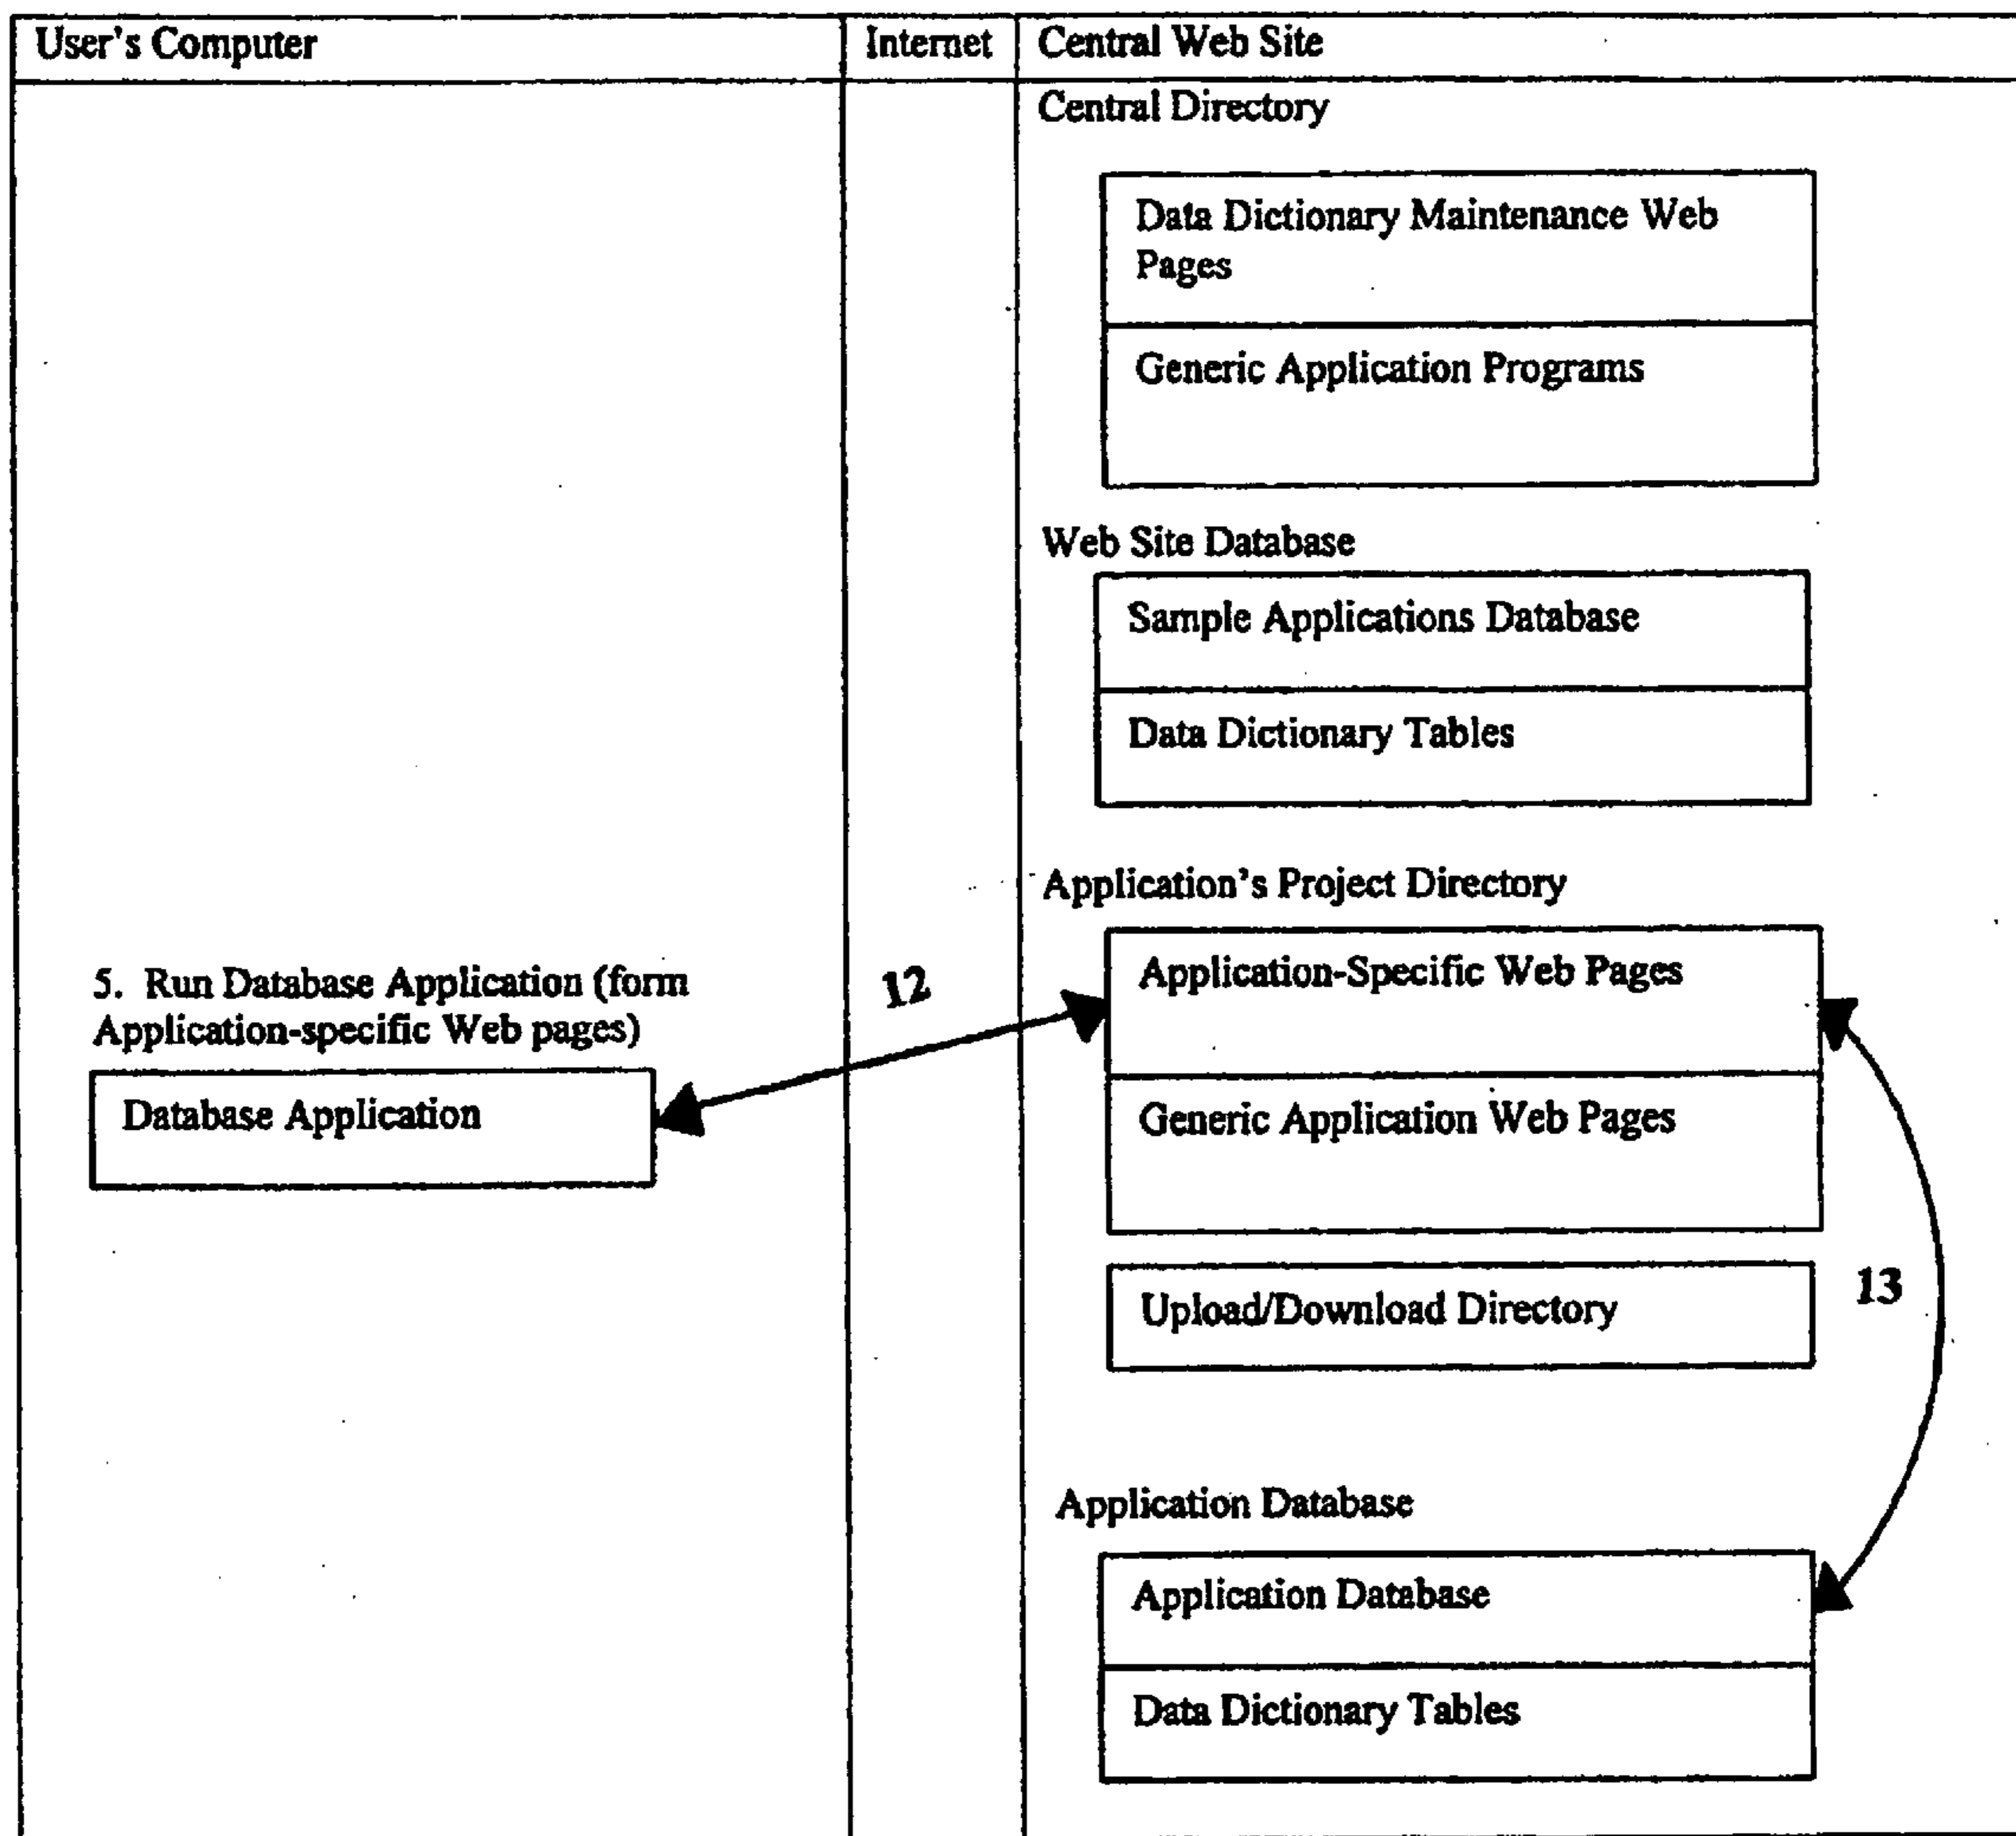 User's Computer
Internet
Central Web Site
Central Directory
Data Dictionary Maintenance Web
Pages
Generic Application Programs
Web Site Database
Sample Applications Database
Data Dictionary Tables
Application's Project Directory
5. Run Database Application (form
Application-specific Web pages)
12
Application-Specific Web Pages
Database Application
Generic Application Web Pages
Upload/Download Directory
13
Application Database
Application Database
Data Dictionary Tables